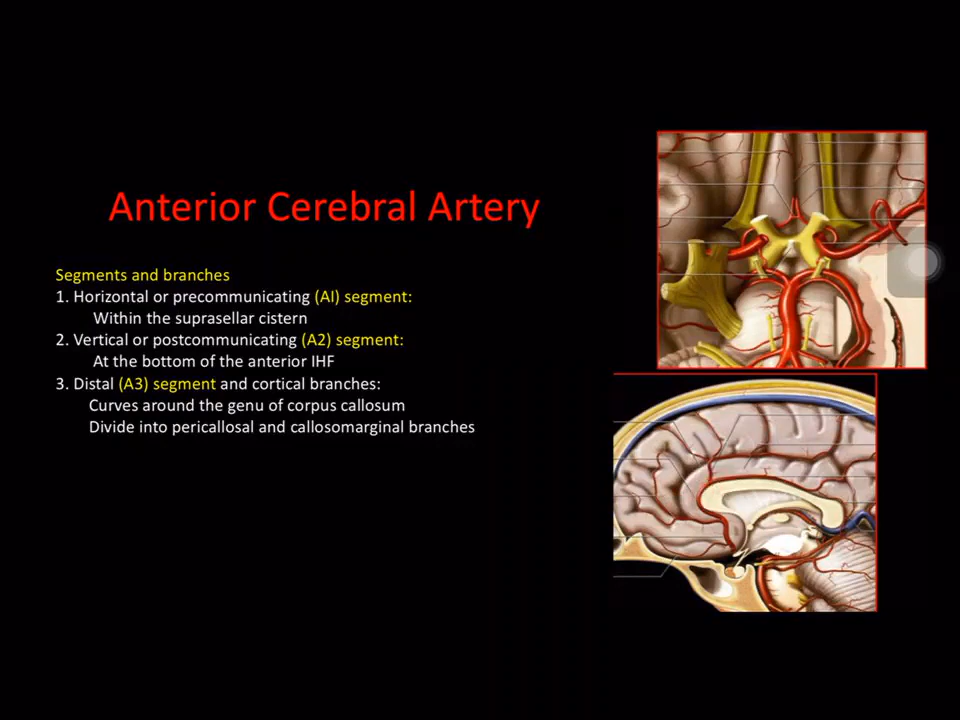 Anterior Cerebral Artery
Segments and branches
1. Horizontal or precommunicating (AI) segment:
Within the suprasellar cistern
2. Vertical or postcommunicating (A2) segment:
At the bottom of the anterior IHF
3. Distal (A3) segment and cortical branches:
Curves around the genu of corpus callosum
Divide into pericallosal and callosomarginal branches